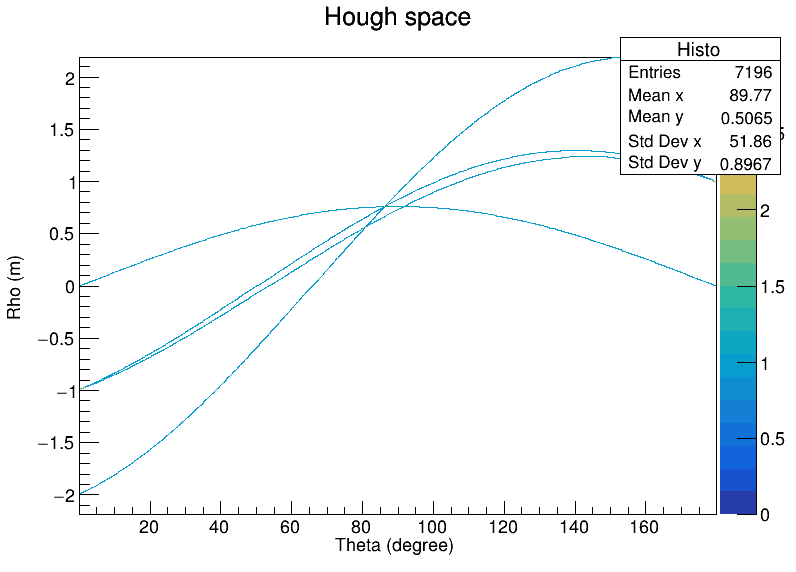 Hough space
Histo
Entries 7196
Mean x 89.77
Mean y 0.5065
Std Dev x 51.86
Std Dev y 0.8967
2
1.5
1
0.5
0
−0.5
−1
−1.5
−2
Rho (m)
20 40 60 80 100 120 140 160
Theta (degree)
5
2
1.5
1
0.5
0